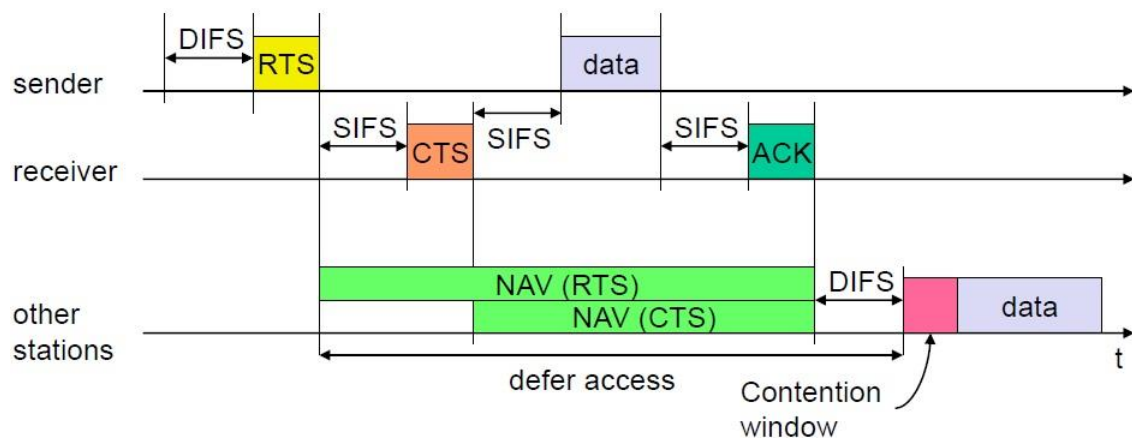 DIFS
RTS
data
sender
SIFS
CTS
SIFS
SIFS
ACK
receiver
NAV (RTS)
DIFS
NAV (CTS)
data
other
stations
t
defer access
Contention
window